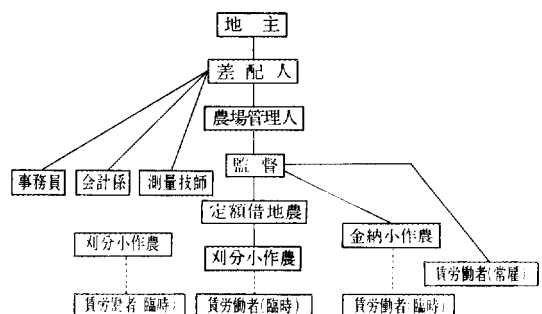 地主
差配人
農場管理人
監督
事務員
会計係
測量技師
定額借地農
刈分小作農
刈分小作農
金納小作農
賃労働者(常雇)
賃労働者(臨時)
賃労働者(臨時)
賃労働者(臨時)